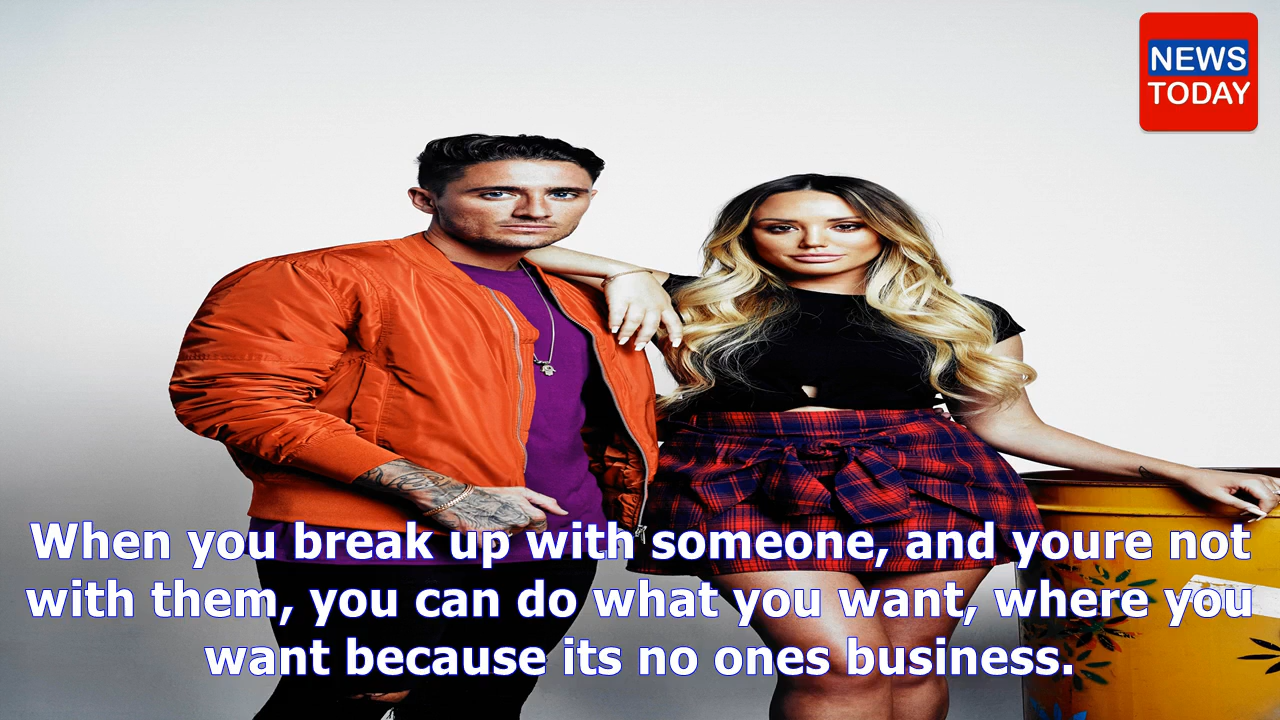 NEWS
TODAY
When you break up with someone, and youre not
with them, you can do what you want, where you
want because its no ones business.